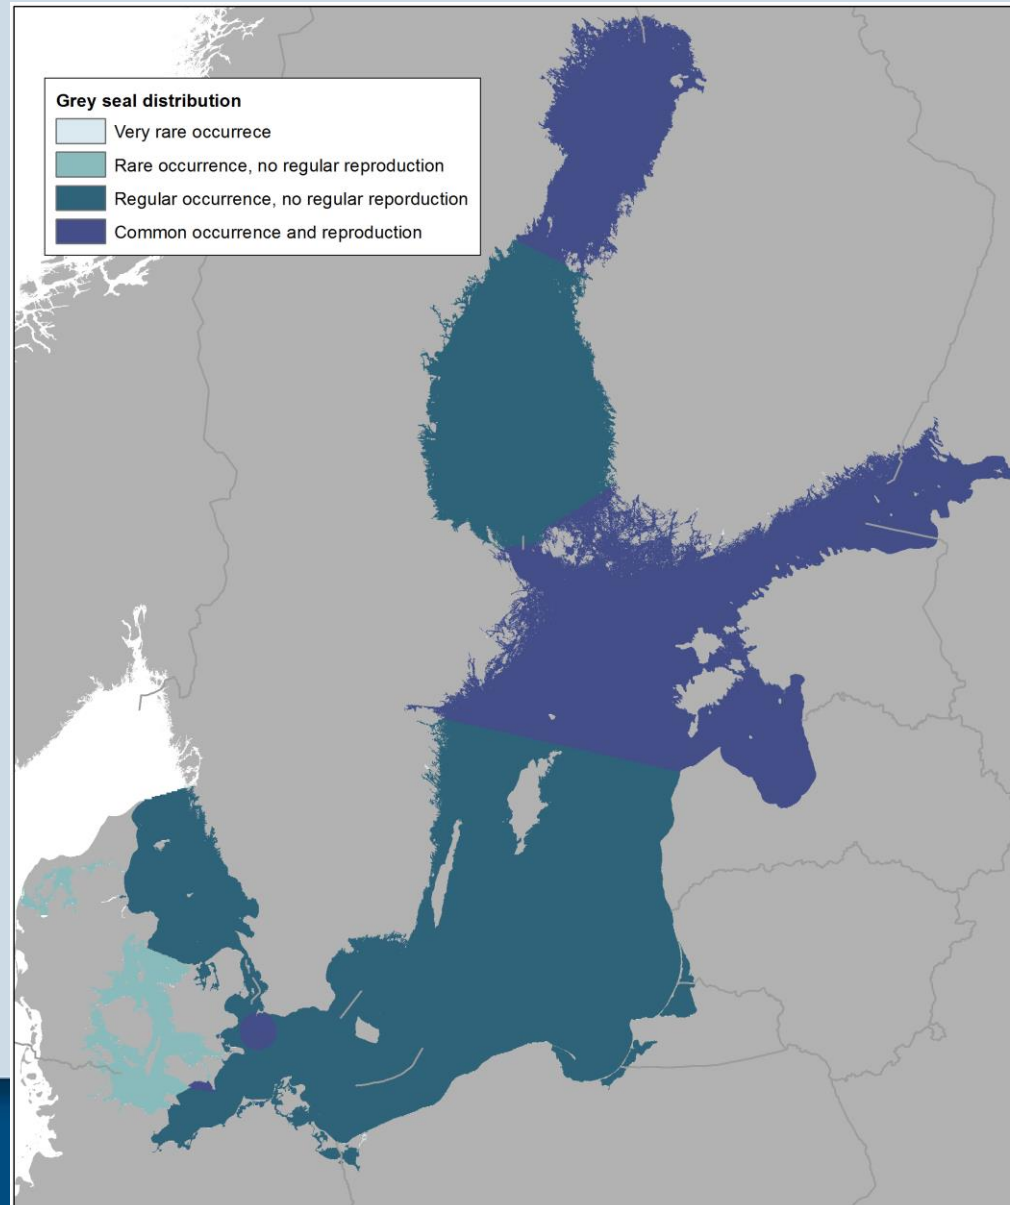 Grey seal distribution
Very rare occurrece
Rare occurrence, no regular reproduction
Regular occurrence, no regular reporduction
Common occurrence and reproduction